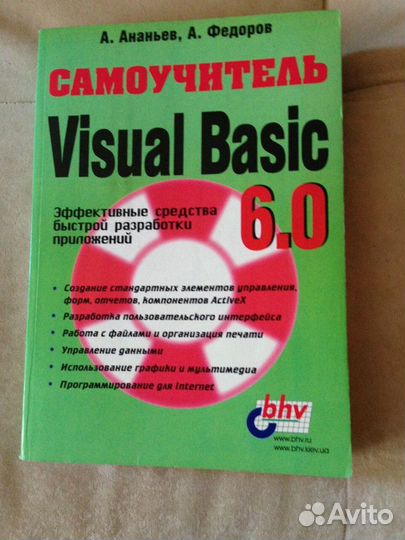 А. Ананьев, А. Федоров
САМОУЧИТЕЛЬ
Visual Basic
6.0
Эффективные средства
быстрой разработки
приложений
• Создание стандартных элементов управления,
форм, отчетов, компонентов ActiveX
• Разработка пользовательского интерфейса
• Работа с файлами и организация печати
• Управление данными
• Использование графики и мультимедиа
• Программирование для Internet
bhv
www.bhv.ru
www.bhv.kiev.ua
Avito